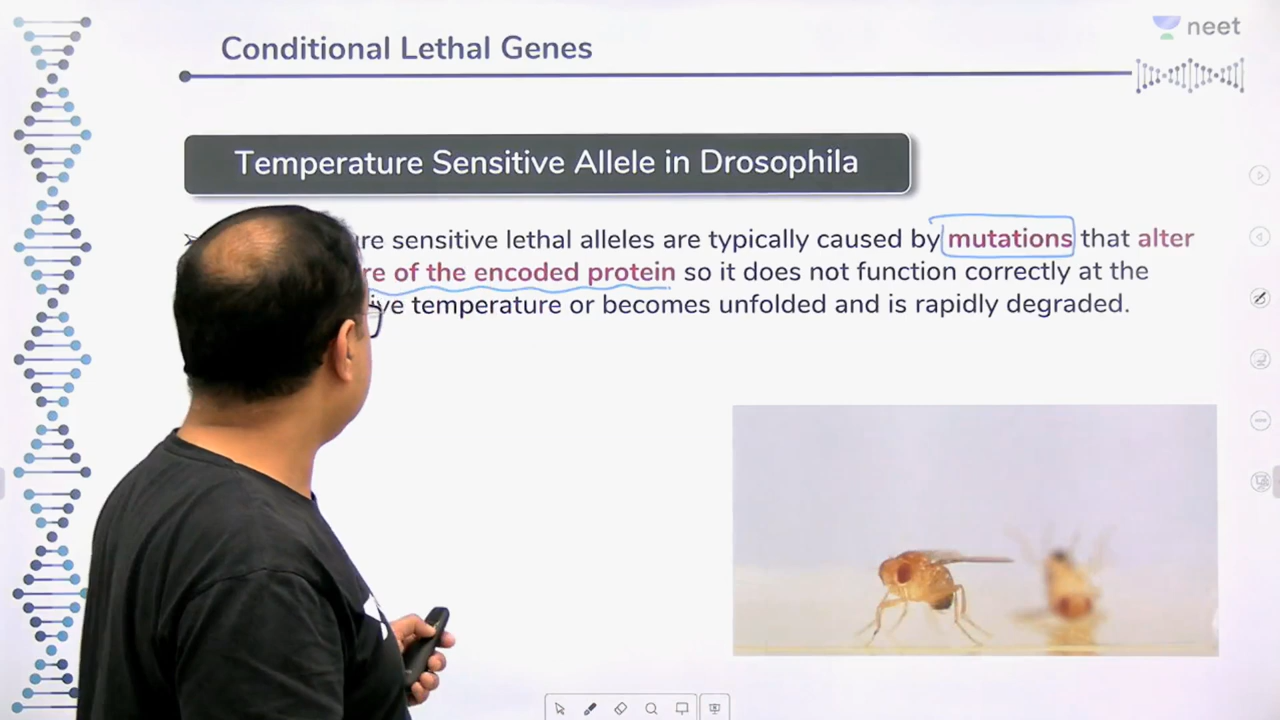 Conditional Lethal Genes
neet
Temperature Sensitive Allele in Drosophila
re sensitive lethal alleles are typically caused by mutations that alter
re of the encoded protein so it does not function correctly at the
ive temperature or becomes unfolded and is rapidly degraded.